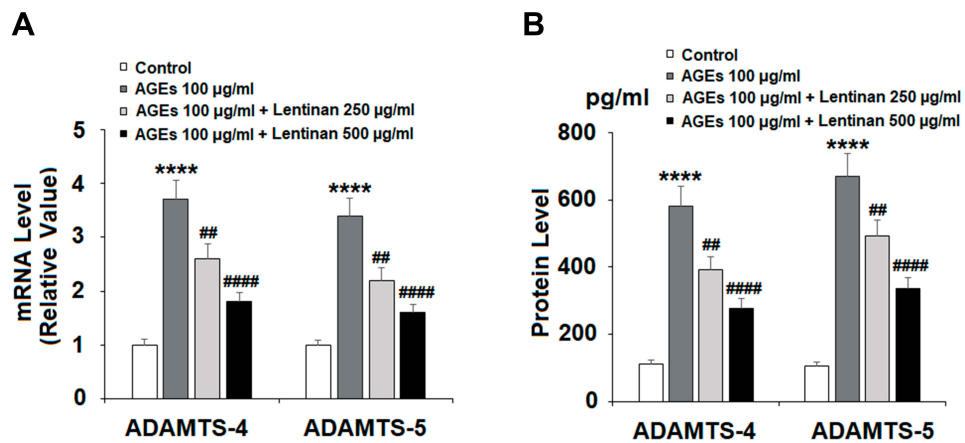 A
Control
AGEs 100 µg/ml
AGEs 100 µg/ml + Lentinan 250 µg/ml
AGEs 100 µg/ml + Lentinan 500 µg/ml
mRNA Level
(Relative Value)
5
4
3
2
1
0
****
##
####
****
##
####
ADAMTS-4
ADAMTS-5
B
Control
AGEs 100 µg/ml
AGEs 100 µg/ml + Lentinan 250 µg/ml
AGEs 100 µg/ml + Lentinan 500 µg/ml
pg/ml
Protein Level
800
600
400
200
0
****
##
####
****
##
####
ADAMTS-4
ADAMTS-5